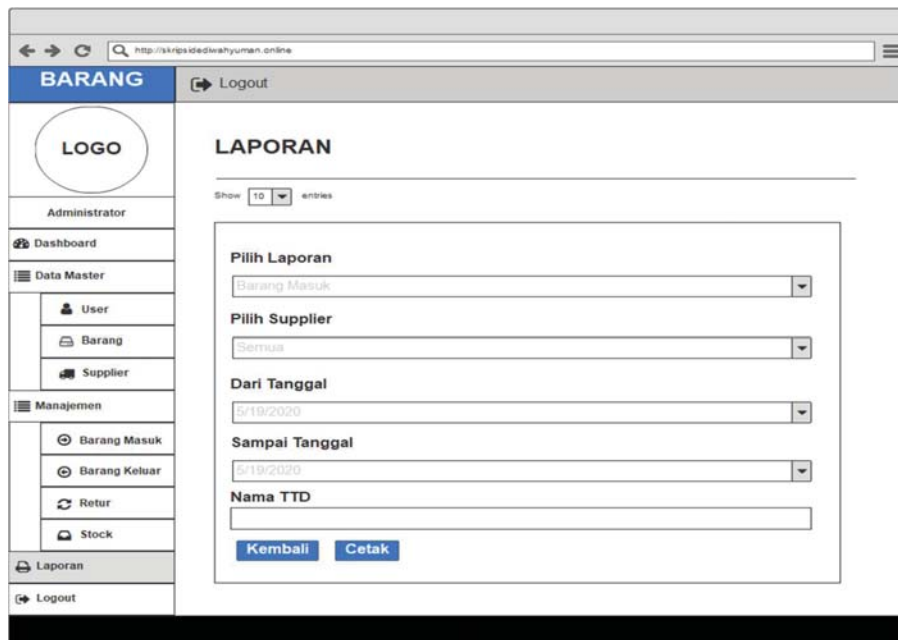 http://skripsidediwahyuman.online
BARANG
Logout
LOGO
Administrator
Dashboard
Data Master
User
Barang
Supplier
Manajemen
Barang Masuk
Barang Keluar
Retur
Stock
Laporan
Logout
LAPORAN
Show 10 entries
Pilih Laporan
Barang Masuk
Pilih Supplier
Semua
Dari Tanggal
5/19/2020
Sampai Tanggal
5/19/2020
Nama TTD
Kembali Cetak